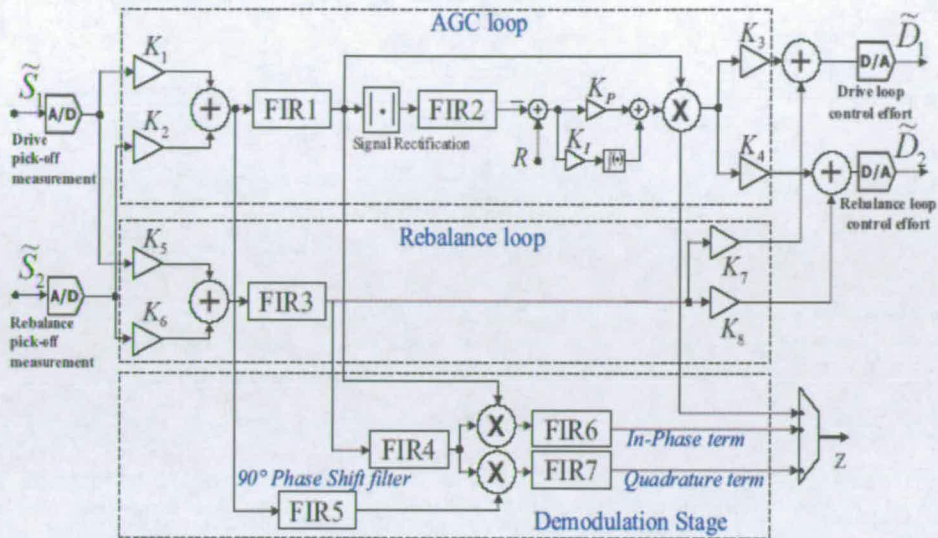 AGC loop
K1
K2
K3
K4
S̃1
A/D
Drive
pick-off
measurement
FIR1
| • |
FIR2
Signal Rectification
−
R
KP
KI
X
D/A
D̃1
Drive loop
control effort
D/A
D̃2
Rebalance loop
control effort
Rebalance loop
S̃2
A/D
Rebalance
pick-off
measurement
K5
K6
FIR3
K7
K8
X
FIR6
In-Phase term
FIR4
X
FIR7
Quadrature term
Z
90° Phase Shift filter
FIR5
Demodulation Stage